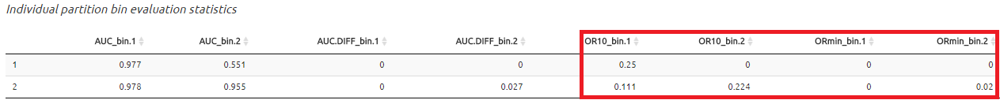 Individual partition bin evaluation statistics
AUC_bin.1 AUC_bin.2 AUC.DIFF_bin.1 AUC.DIFF_bin.2 OR10_bin.1 OR10_bin.2 ORmin_bin.1 ORmin_bin.2
1 0.977 0.551 0 0 0.25 0 0 0
2 0.978 0.955 0 0.027 0.111 0.224 0 0.02